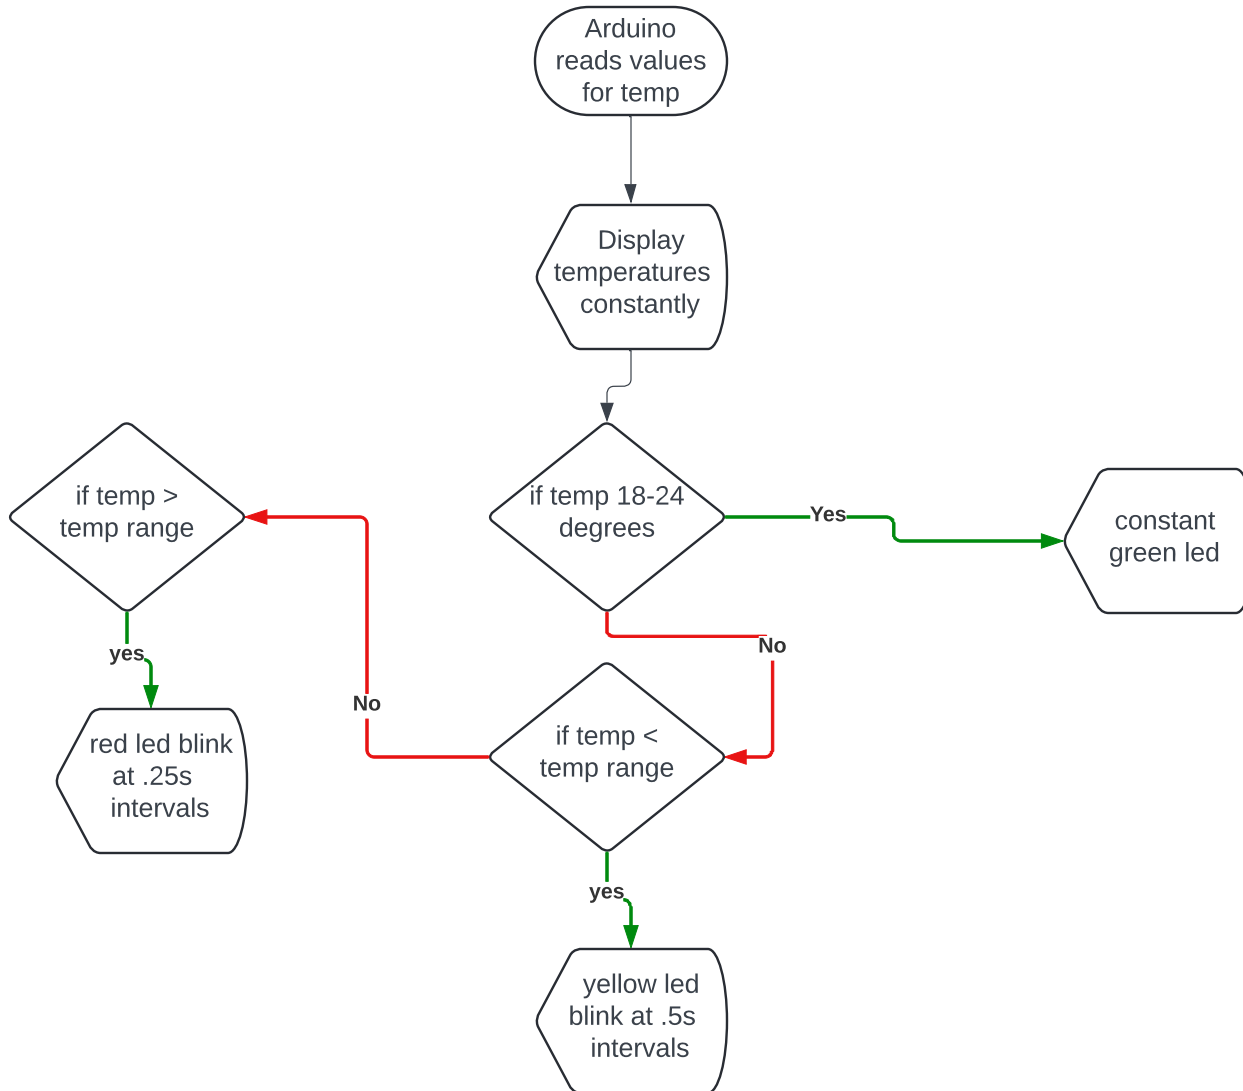 Arduino
reads values
for temp
Display
temperatures
constantly
if temp 18-24
degrees
Yes
constant
green led
No
if temp <
temp range
No
if temp >
temp range
yes
red led blink
at .25s
intervals
yes
yellow led
blink at .5s
intervals